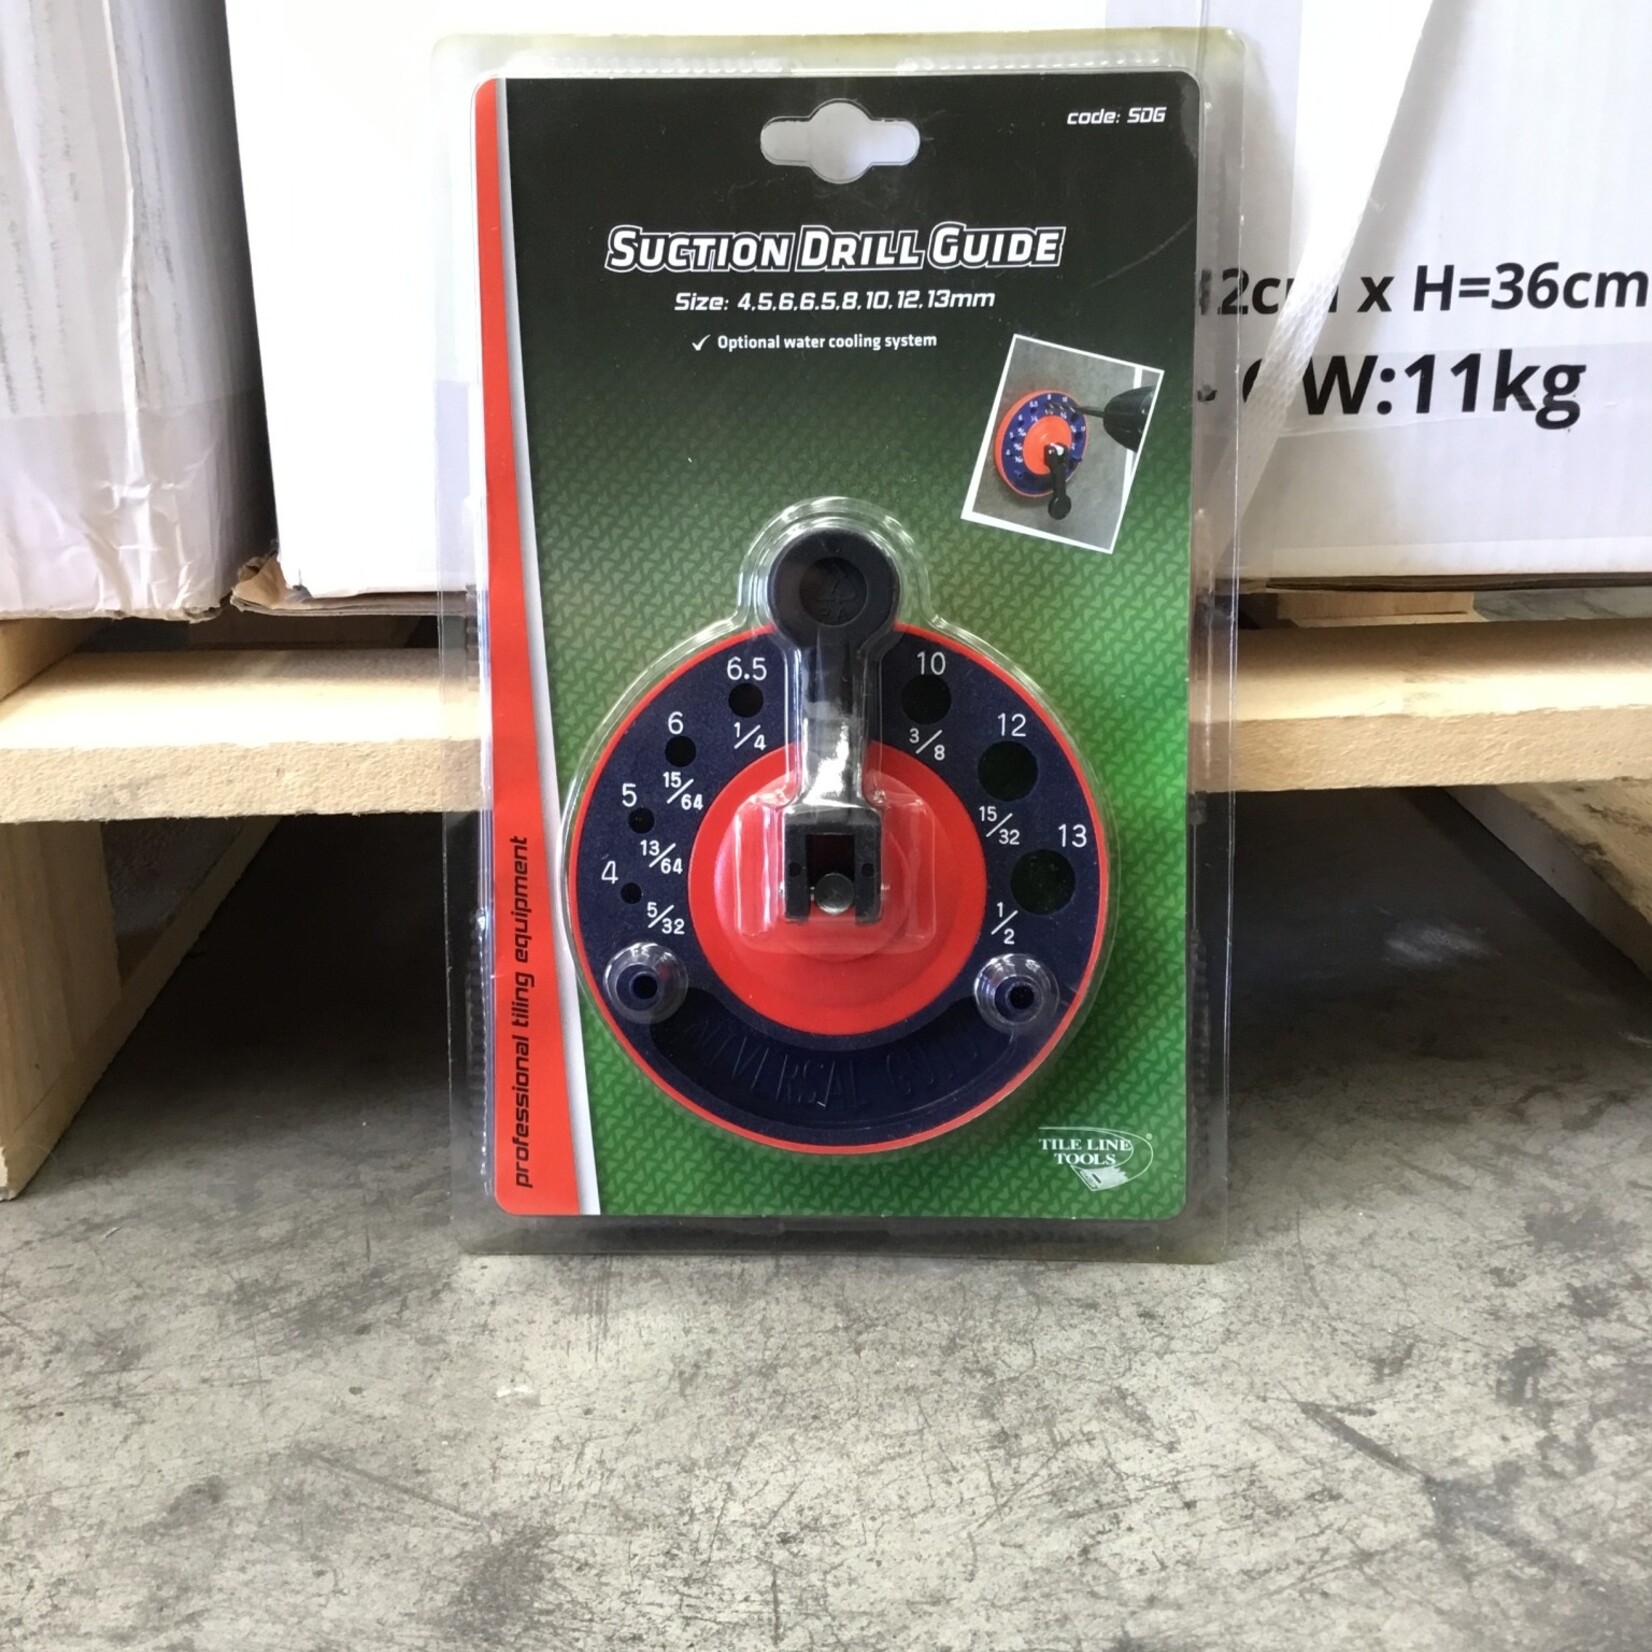 code: SDG
SUCTION DRILL GUIDE
Size: 4,5,6,6.5,8,10,12,13mm
✓ Optional water cooling system
x H=36cm
W:11kg
6.5
1/4
6
15/64
5
13/64
4
5/32
10
3/8
12
15/32
13
1/2
professional tiling equipment
TILE LINE
TOOLS